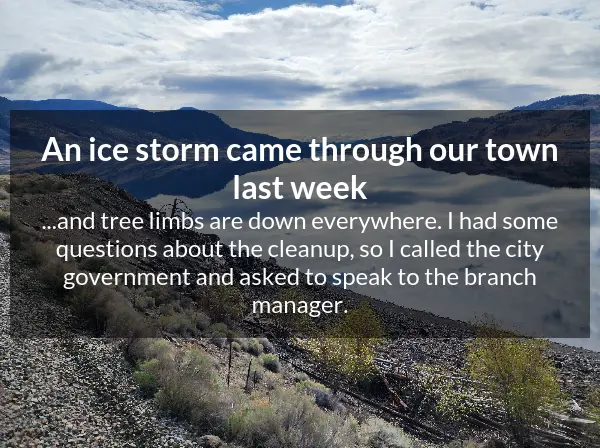 An ice storm came through our town
last week
...and tree limbs are down everywhere. I had some
questions about the cleanup, so I called the city
government and asked to speak to the branch
manager.